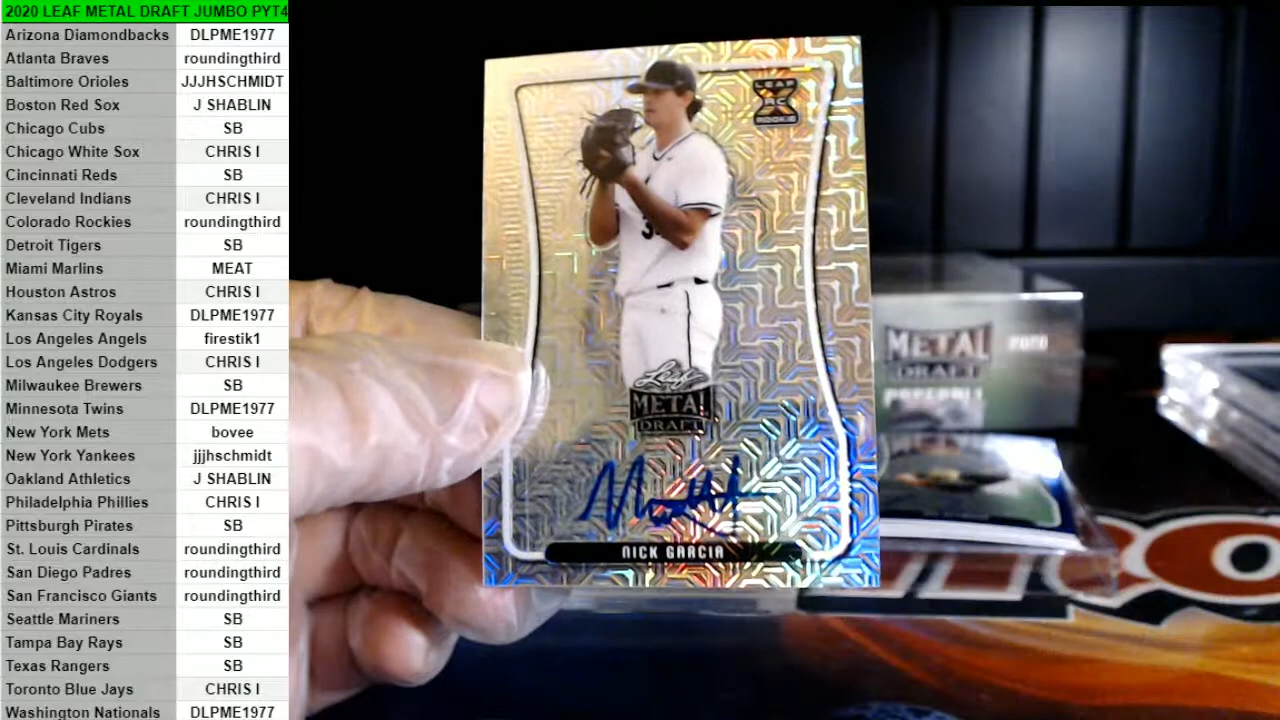 2020 LEAF METAL DRAFT JUMBO PYT4
Arizona Diamondbacks DLPME1977
Atlanta Braves roundingthird
Baltimore Orioles JJJHSCHMIDT
Boston Red Sox J SHABLIN
Chicago Cubs SB
Chicago White Sox CHRIS I
Cincinnati Reds SB
Cleveland Indians CHRIS I
Colorado Rockies roundingthird
Detroit Tigers SB
Miami Marlins MEAT
Houston Astros CHRIS I
Kansas City Royals DLPME1977
Los Angeles Angels firestik1
Los Angeles Dodgers CHRIS I
Milwaukee Brewers SB
Minnesota Twins DLPME1977
New York Mets bovee
New York Yankees jjjhschmidt
Oakland Athletics J SHABLIN
Philadelphia Phillies CHRIS I
Pittsburgh Pirates SB
St. Louis Cardinals roundingthird
San Diego Padres roundingthird
San Francisco Giants roundingthird
Seattle Mariners SB
Tampa Bay Rays SB
Texas Rangers SB
Toronto Blue Jays CHRIS I
Washington Nationals DLPME1977
LEAF
RC
ROOKIE
Leaf
METAL
DRAFT
NICK GARCIA
METAL 2020
DRAFT
BASEBALL